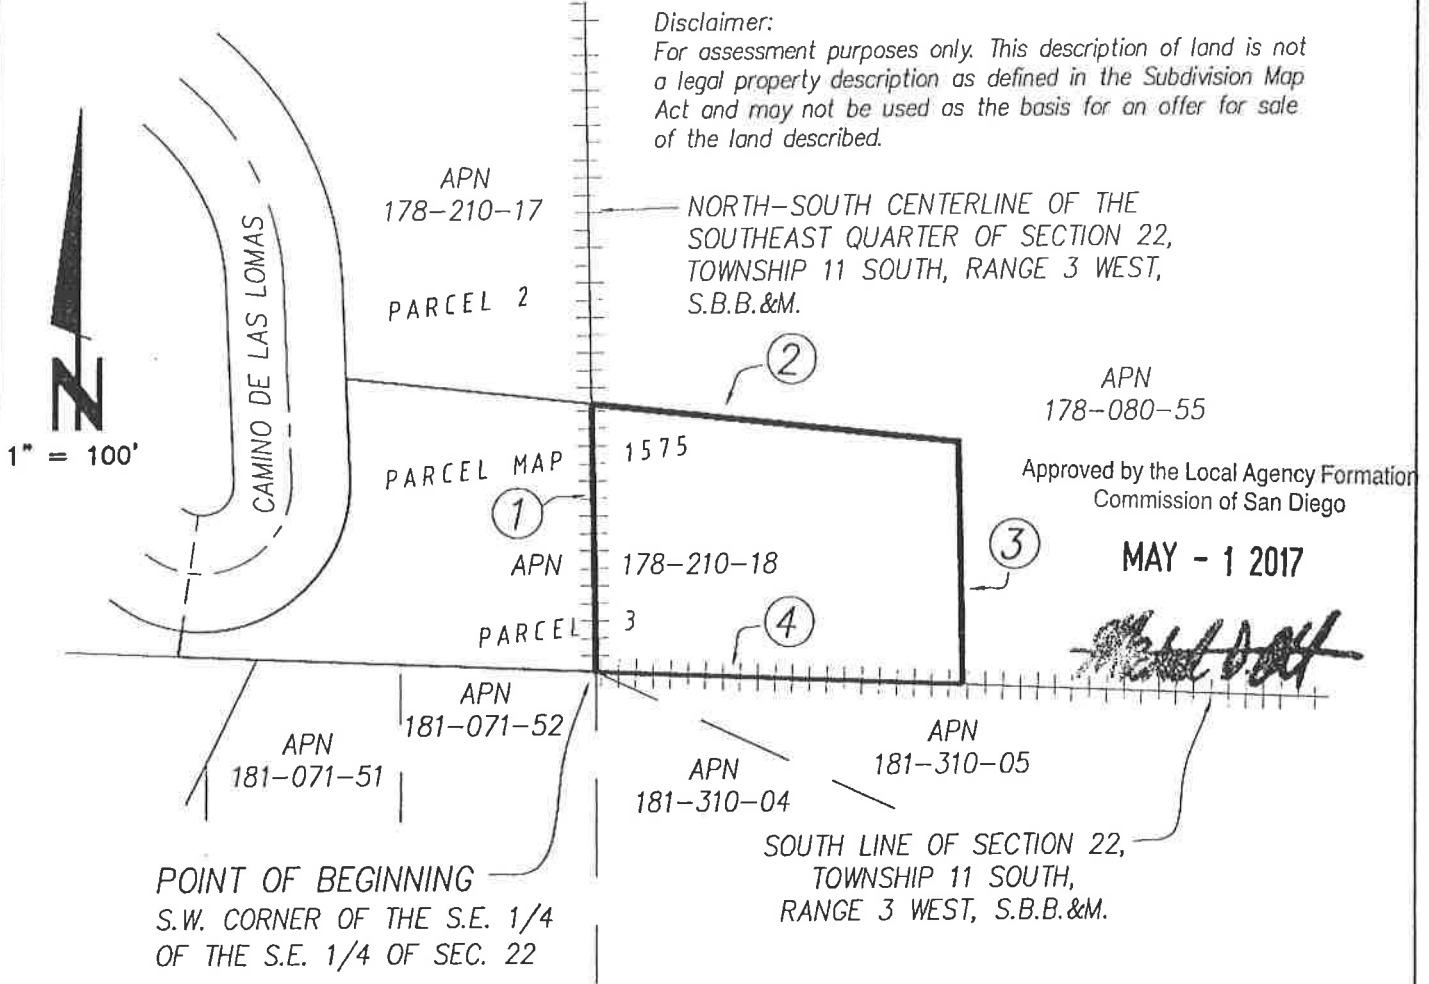 Disclaimer:
For assessment purposes only. This description of land is not
a legal property description as defined in the Subdivision Map
Act and may not be used as the basis for an offer for sale
of the land described.
APN
178-210-17
NORTH-SOUTH CENTERLINE OF THE
SOUTHEAST QUARTER OF SECTION 22,
TOWNSHIP 11 SOUTH, RANGE 3 WEST,
S.B.B.&M.
PARCEL 2
CAMINO DE LAS LOMAS
N
1" = 100'
2
APN
178-080-55
PARCEL MAP 1575
1
Approved by the Local Agency Formation
Commission of San Diego
MAY - 1 2017
3
APN 178-210-18
PARCEL 3
4
APN
181-071-52
APN
181-071-51
APN
181-310-04
APN
181-310-05
SOUTH LINE OF SECTION 22,
TOWNSHIP 11 SOUTH,
RANGE 3 WEST, S.B.B.&M.
POINT OF BEGINNING
S.W. CORNER OF THE S.E. 1/4
OF THE S.E. 1/4 OF SEC. 22